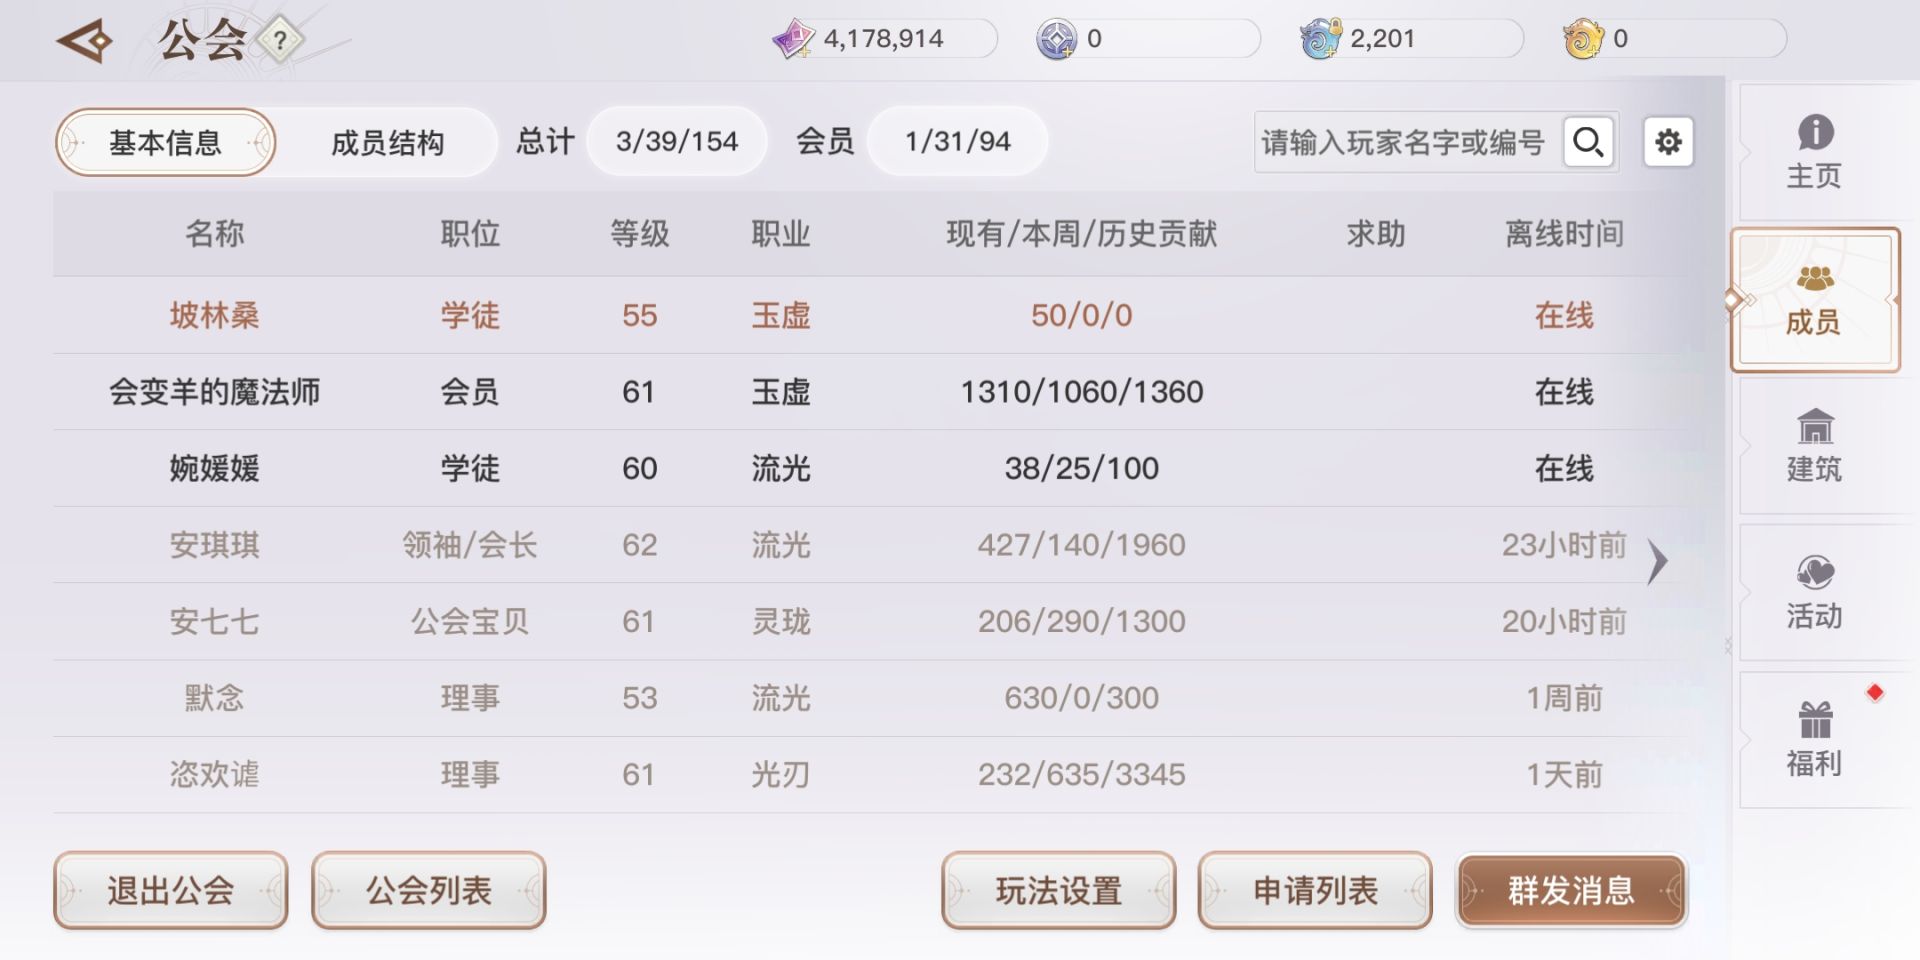 公会 ?
4,178,914
0
2,201
0
基本信息 成员结构 总计 3/39/154 会员 1/31/94 请输入玩家名字或编号
名称 职位 等级 职业 现有/本周/历史贡献 求助 离线时间
坡林桑 学徒 55 玉虚 50/0/0 在线
会变羊的魔法师 会员 61 玉虚 1310/1060/1360 在线
婉媛媛 学徒 60 流光 38/25/100 在线
安琪琪 领袖/会长 62 流光 427/140/1960 23小时前
安七七 公会宝贝 61 灵珑 206/290/1300 20小时前
默念 理事 53 流光 630/0/300 1周前
恣欢谑 理事 61 光刃 232/635/3345 1天前
退出公会 公会列表 玩法设置 申请列表 群发消息
主页
成员
建筑
活动
福利